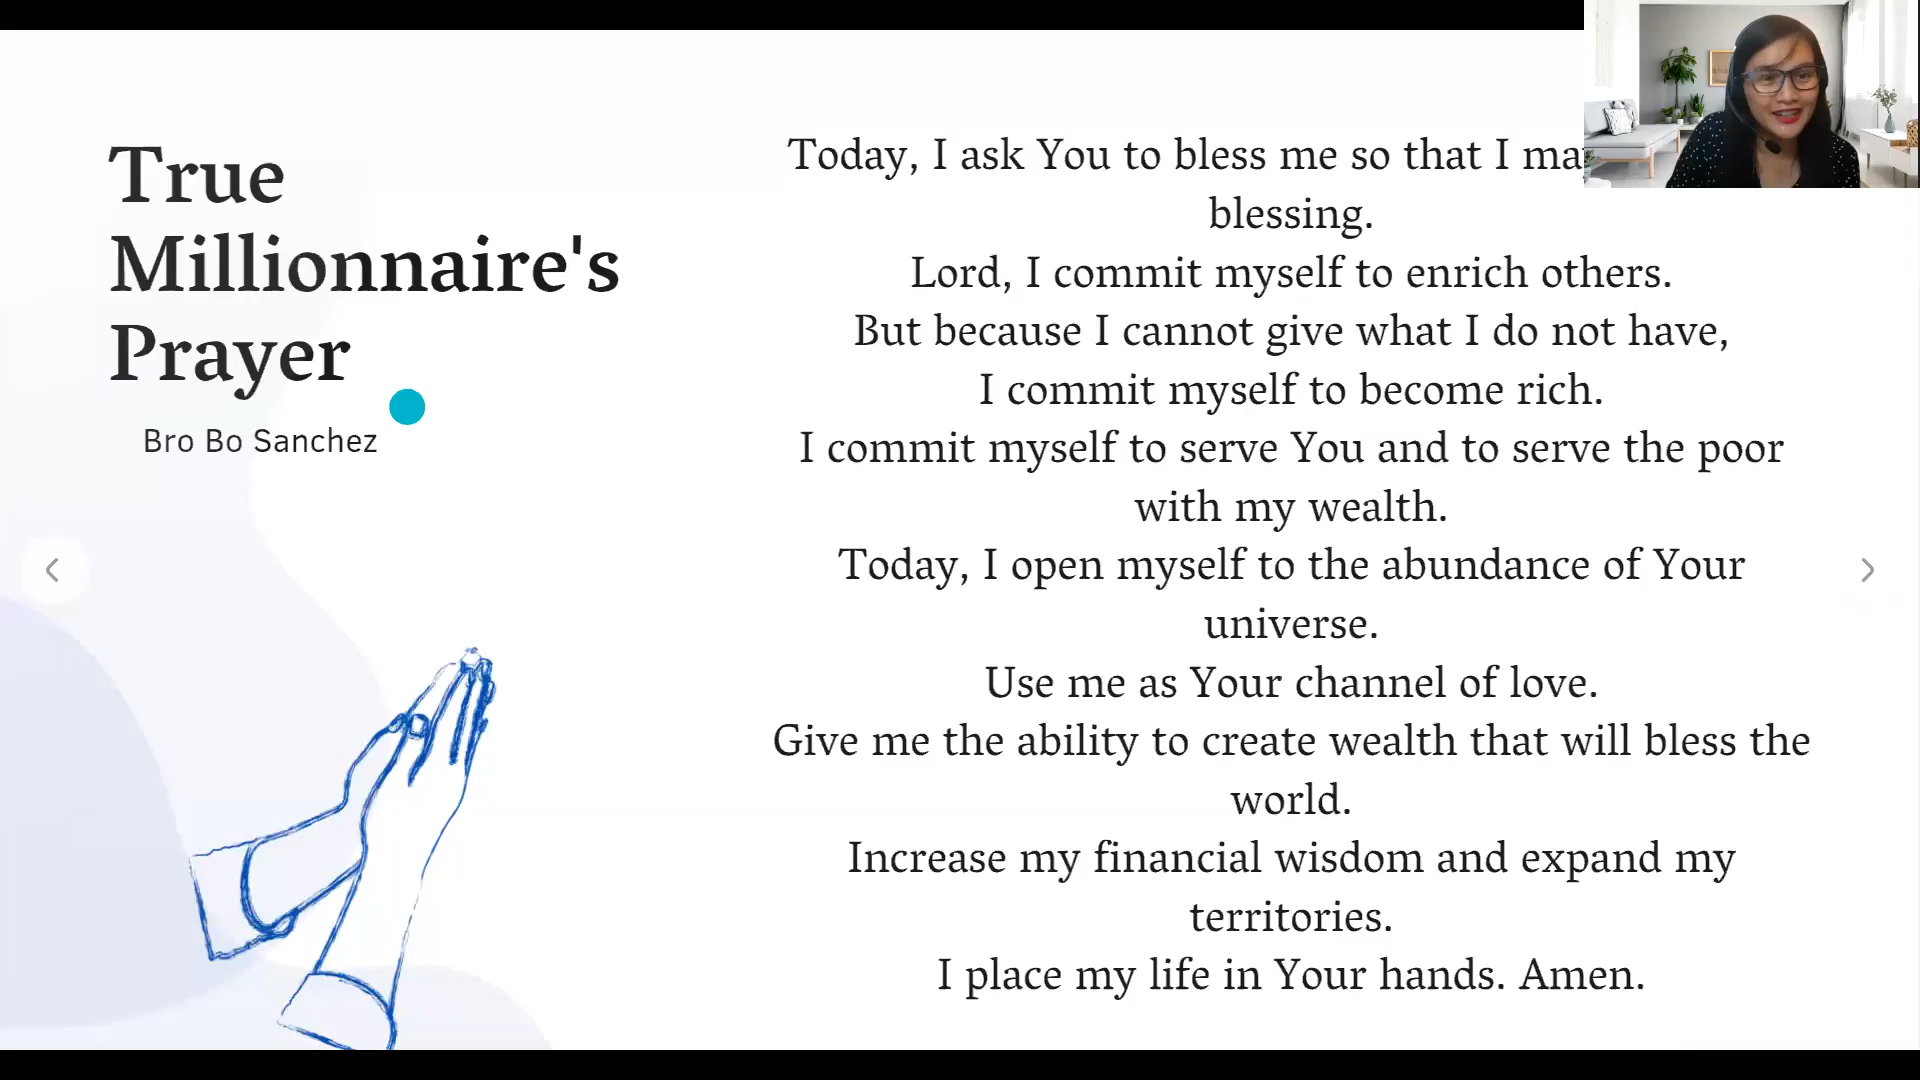 True
Millionnaire's
Prayer
Bro Bo Sanchez
Today, I ask You to bless me so that I
blessing.
Lord, I commit myself to enrich others.
But because I cannot give what I do not have,
I commit myself to become rich.
I commit myself to serve You and to serve the poor
with my wealth.
Today, I open myself to the abundance of Your
universe.
Use me as Your channel of love.
Give me the ability to create wealth that will bless the
world.
Increase my financial wisdom and expand my
territories.
I place my life in Your hands. Amen.